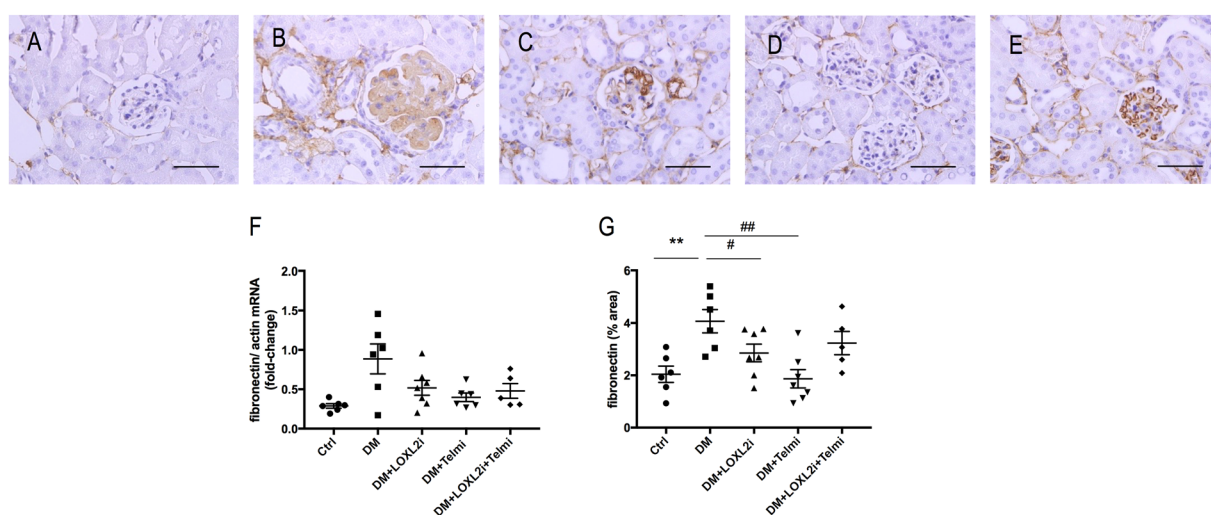 A
B
C
D
E
F
fibronectin/ actin mRNA
(fold-change)
2.0
1.5
1.0
0.5
0.0
Ctrl
DM
DM+LOXL2i
DM+Telmi
DM+LOXL2i+Telmi
G
##
**
#
fibronectin (% area)
6
4
2
0
Ctrl
DM
DM+LOXL2i
DM+Telmi
DM+LOXL2i+Telmi